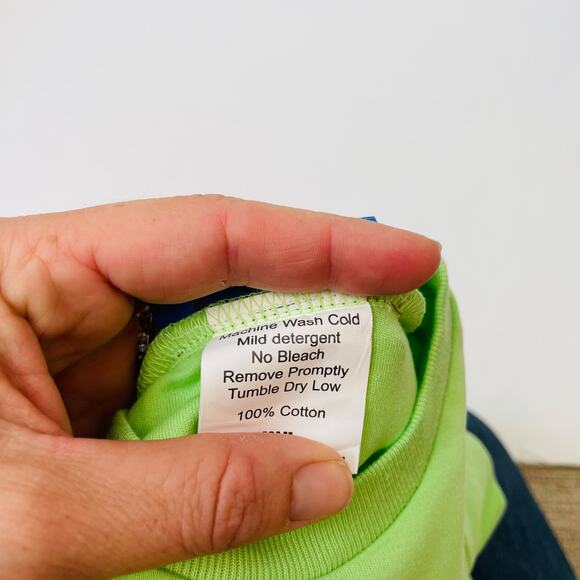 Machine Wash Cold
Mild detergent
No Bleach
Remove Promptly
Tumble Dry Low
100% Cotton